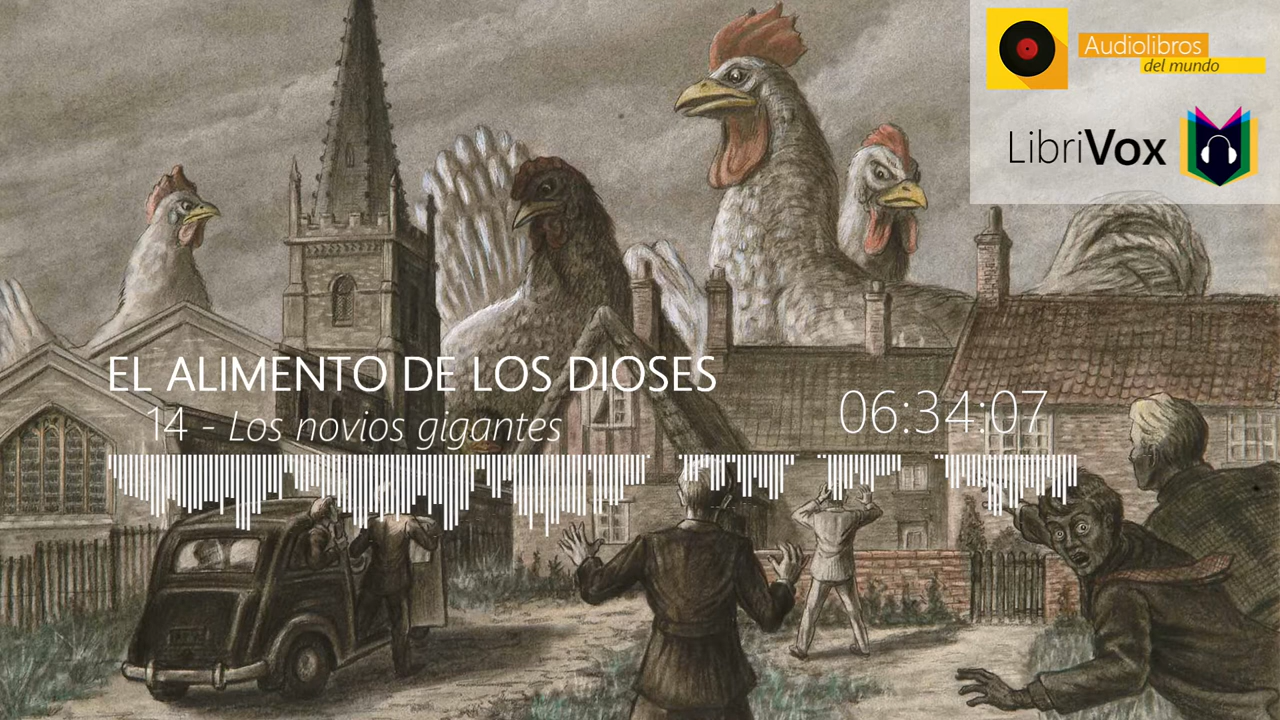 Audiolibros
del mundo
LibriVox
EL ALIMENTO DE LOS DIOSES
14 - Los novios gigantes
06:34:07